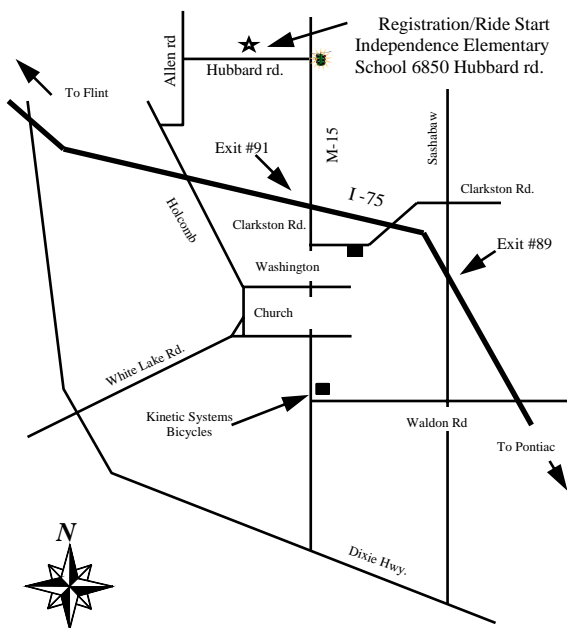 Registration/Ride Start
Independence Elementary
School 6850 Hubbard rd.
Allen rd
Hubbard rd.
To Flint
M-15
Sashabaw
Exit #91
I -75
Clarkston Rd.
Holcomb
Clarkston Rd.
Exit #89
Washington
Church
White Lake Rd.
Kinetic Systems
Bicycles
Waldon Rd
To Pontiac
Dixie Hwy.
N